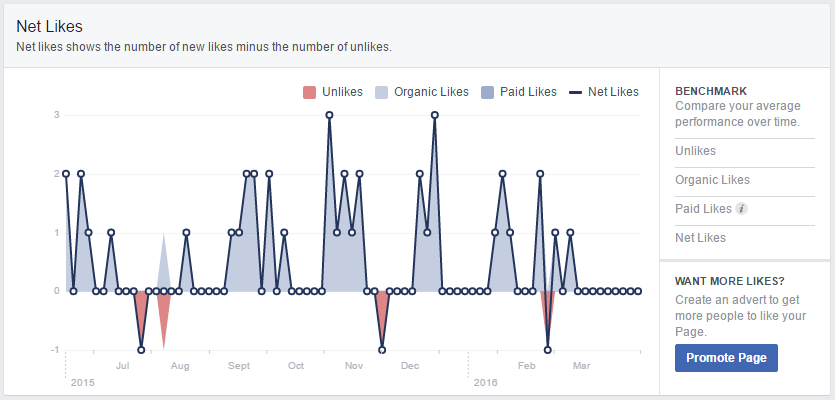 Net Likes
Net likes shows the number of new likes minus the number of unlikes.
Unlikes Organic Likes Paid Likes Net Likes
3
2
1
0
-1
Jul Aug Sept Oct Nov Dec Feb Mar
2015 2016
BENCHMARK
Compare your average
performance over time.
Unlikes
Organic Likes
Paid Likes i
Net Likes
WANT MORE LIKES?
Create an advert to get
more people to like your
Page.
Promote Page